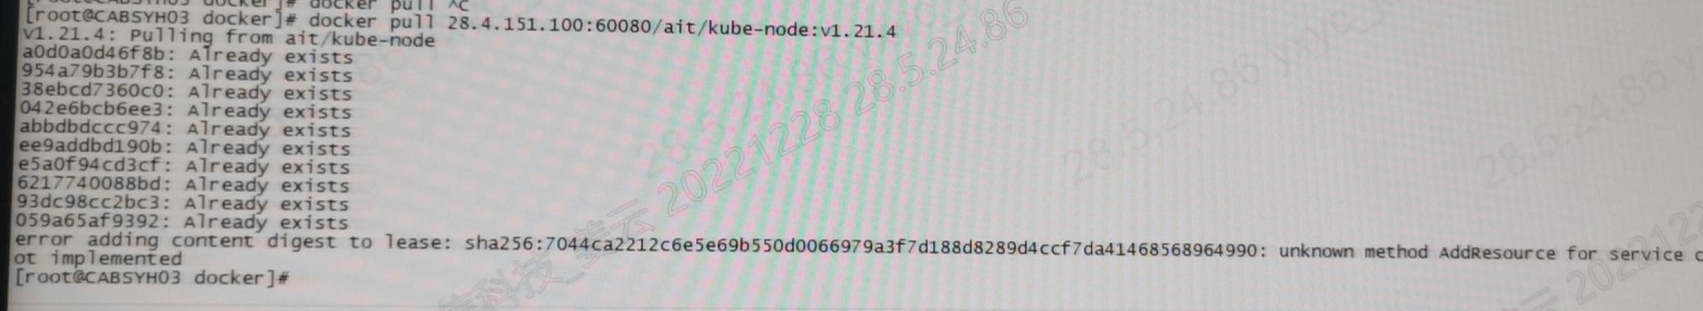 [root@CABSYH03 docker]# docker pull ^C
[root@CABSYH03 docker]# docker pull 28.4.151.100:60080/ait/kube-node:v1.21.4
v1.21.4: Pulling from ait/kube-node
a0d0a0d46f8b: Already exists
954a79b3b7f8: Already exists
38ebcd7360c0: Already exists
042e6bcb6ee3: Already exists
abbdbdccc974: Already exists
ee9addbd190b: Already exists
e5a0f94cd3cf: Already exists
6217740088bd: Already exists
93dc98cc2bc3: Already exists
059a65af9392: Already exists
error adding content digest to lease: sha256:7044ca2212c6e5e69b550d0066979a3f7d188d8289d4ccf7da41468568964990: unknown method AddResource for service c
ot implemented
[root@CABSYH03 docker]#
20221228 28.5.24.86
28.5.24.86
28.5.24.86